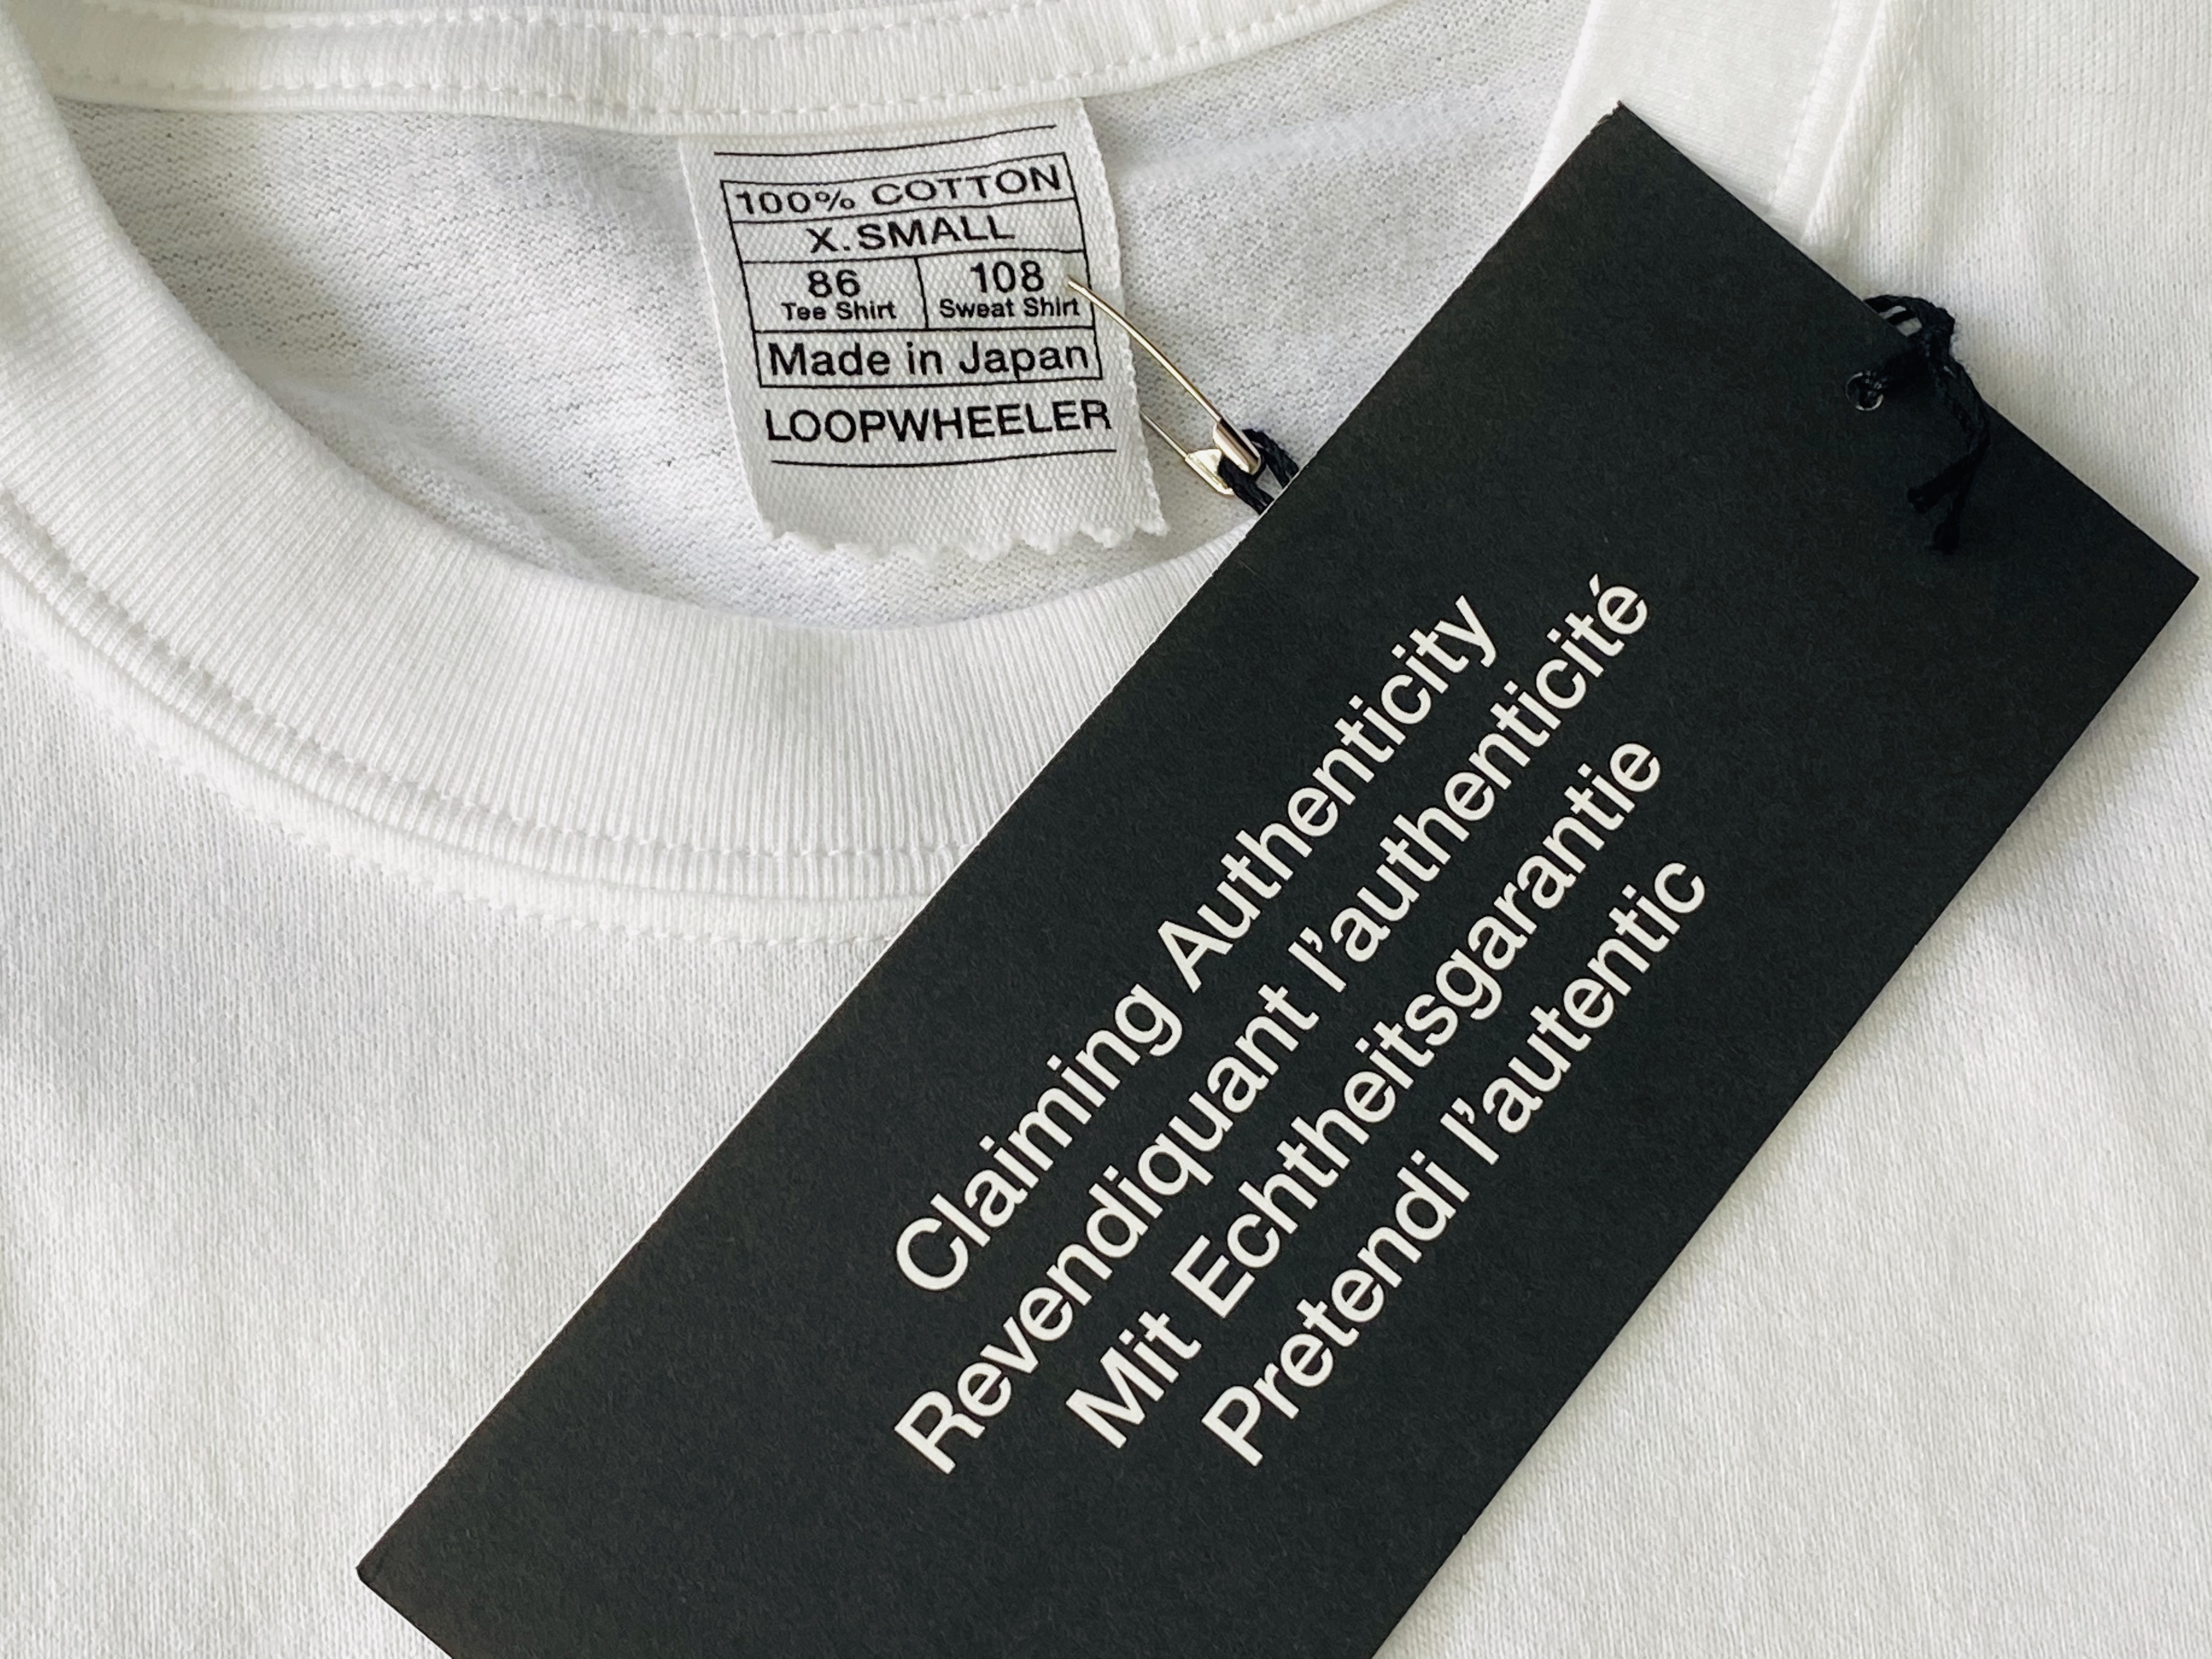 100% COTTON
X.SMALL
86 108
Tee Shirt Sweat Shirt
Made in Japan
LOOPWHEELER
Claiming Authenticity
Revendiquant l’authenticité
Mit Echtheitsgarantie
Pretendi l’autentic